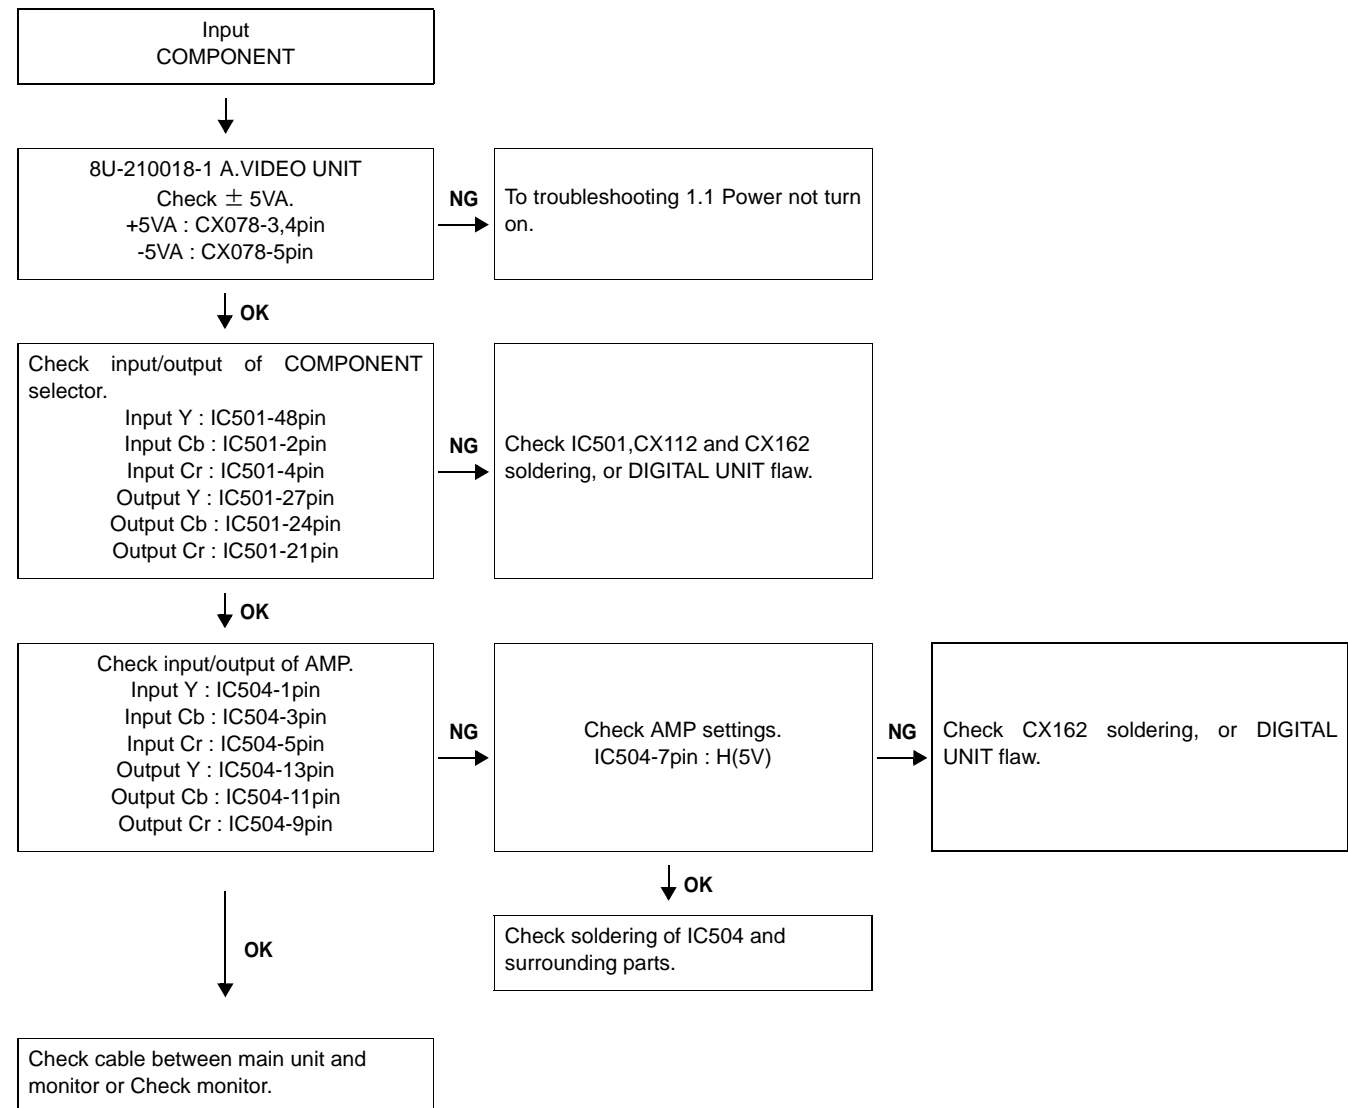 Input
COMPONENT
8U-210018-1 A.VIDEO UNIT
Check ± 5VA.
+5VA : CX078-3,4pin
-5VA : CX078-5pin
NG
To troubleshooting 1.1 Power not turn
on.
OK
Check input/output of COMPONENT
selector.
Input Y : IC501-48pin
Input Cb : IC501-2pin
Input Cr : IC501-4pin
Output Y : IC501-27pin
Output Cb : IC501-24pin
Output Cr : IC501-21pin
NG
Check IC501,CX112 and CX162
soldering, or DIGITAL UNIT flaw.
OK
Check input/output of AMP.
Input Y : IC504-1pin
Input Cb : IC504-3pin
Input Cr : IC504-5pin
Output Y : IC504-13pin
Output Cb : IC504-11pin
Output Cr : IC504-9pin
NG
Check AMP settings.
IC504-7pin : H(5V)
NG
Check CX162 soldering, or DIGITAL
UNIT flaw.
OK
Check soldering of IC504 and
surrounding parts.
OK
Check cable between main unit and
monitor or Check monitor.